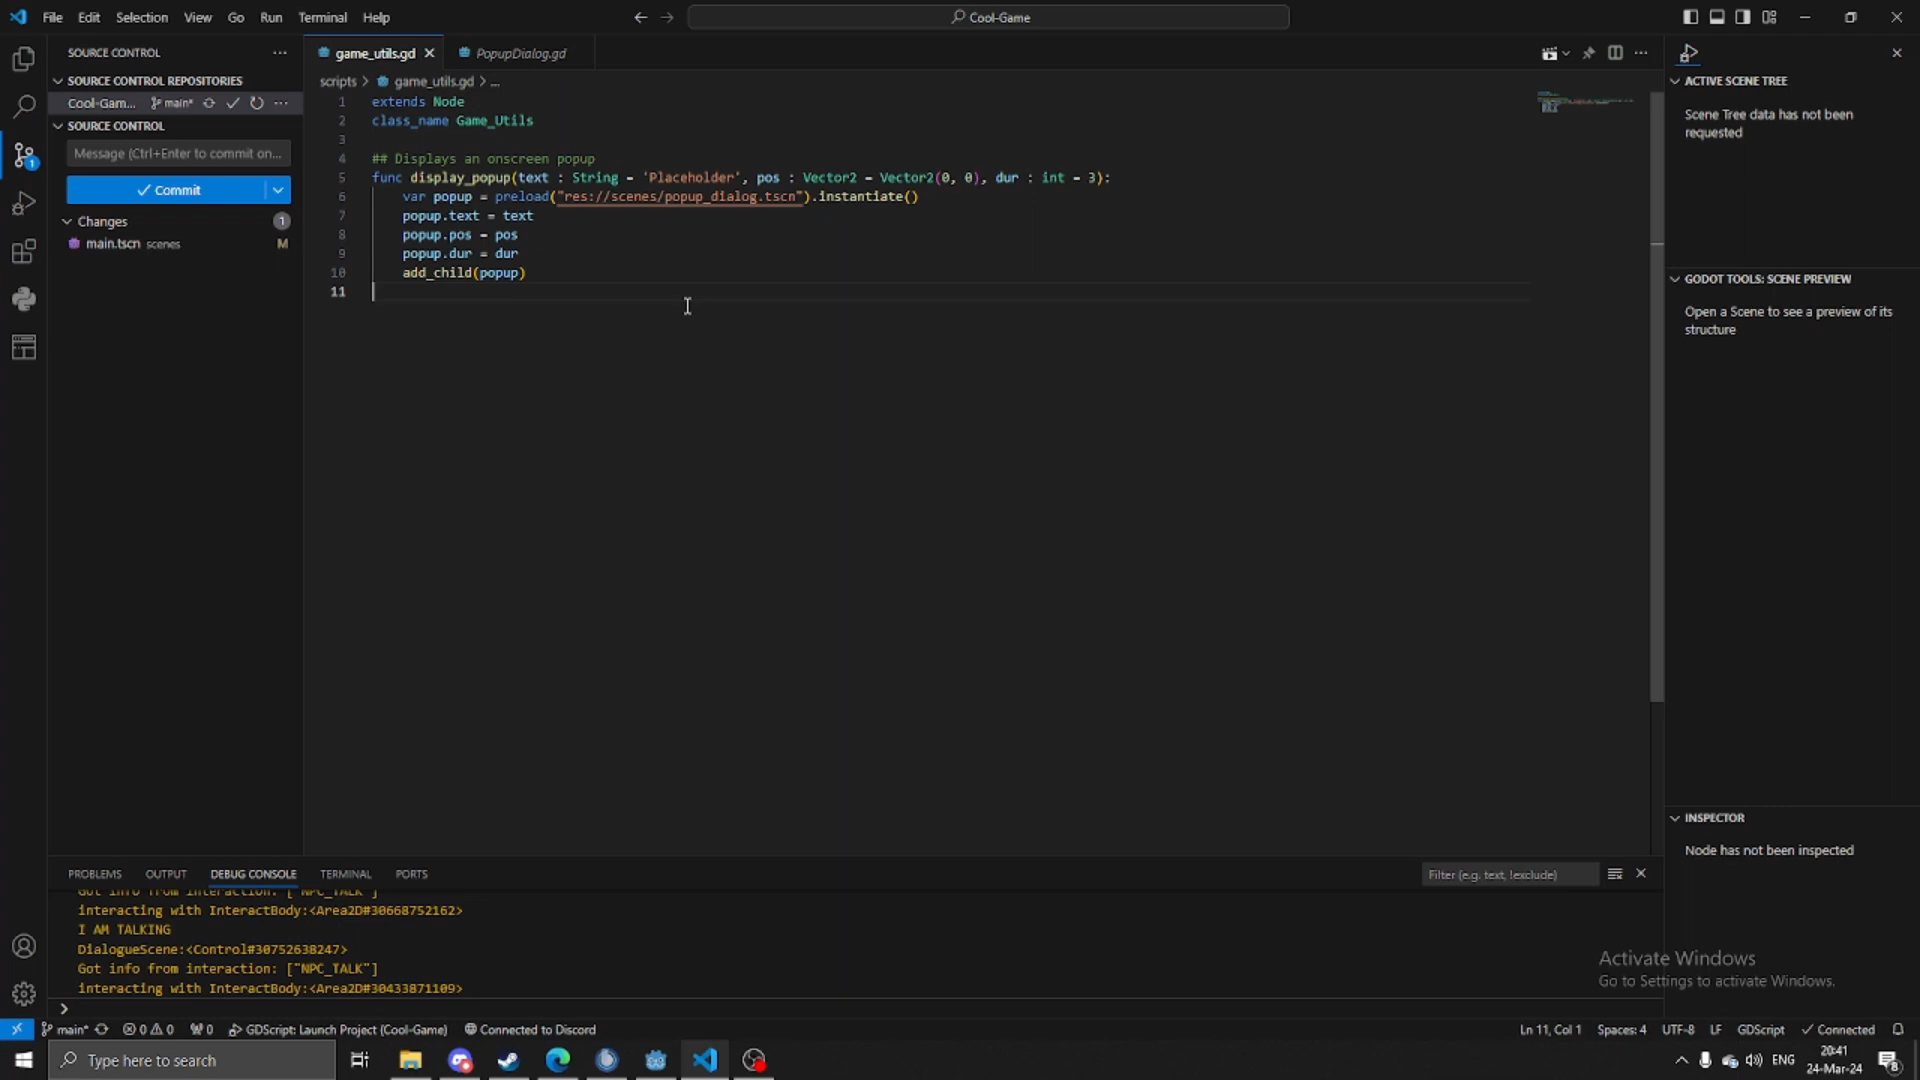 File Edit Selection View Go Run Terminal Help
Cool-Game
SOURCE CONTROL
SOURCE CONTROL REPOSITORIES
Cool-Gam... main*
SOURCE CONTROL
Message (Ctrl+Enter to commit on...
Commit
Changes 1
main.tscn scenes M
1
game_utils.gd PopupDialog.gd
scripts > game_utils.gd > ...
1 extends Node
2 class_name Game_Utils
3
4 ## Displays an onscreen popup
5 func display_popup(text : String = 'Placeholder', pos : Vector2 = Vector2(0, 0), dur : int = 3):
6 var popup = preload("res://scenes/popup_dialog.tscn").instantiate()
7 popup.text = text
8 popup.pos = pos
9 popup.dur = dur
10 add_child(popup)
11
ACTIVE SCENE TREE
Scene Tree data has not been
requested
GODOT TOOLS: SCENE PREVIEW
Open a Scene to see a preview of its
structure
INSPECTOR
Node has not been inspected
PROBLEMS OUTPUT DEBUG CONSOLE TERMINAL PORTS
Filter (e.g. text, !exclude)
Got info from interaction: ["NPC_TALK"]
interacting with InteractBody:<Area2D#30668752162>
I AM TALKING
DialogueScene:<Control#30752638247>
Got info from interaction: ["NPC_TALK"]
interacting with InteractBody:<Area2D#30433871109>
>
Activate Windows
Go to Settings to activate Windows.
main* 0 0 0 GDScript: Launch Project (Cool-Game) Connected to Discord
Ln 11, Col 1 Spaces: 4 UTF-8 LF GDScript Connected
Type here to search
ENG
20:41
24-Mar-24
8